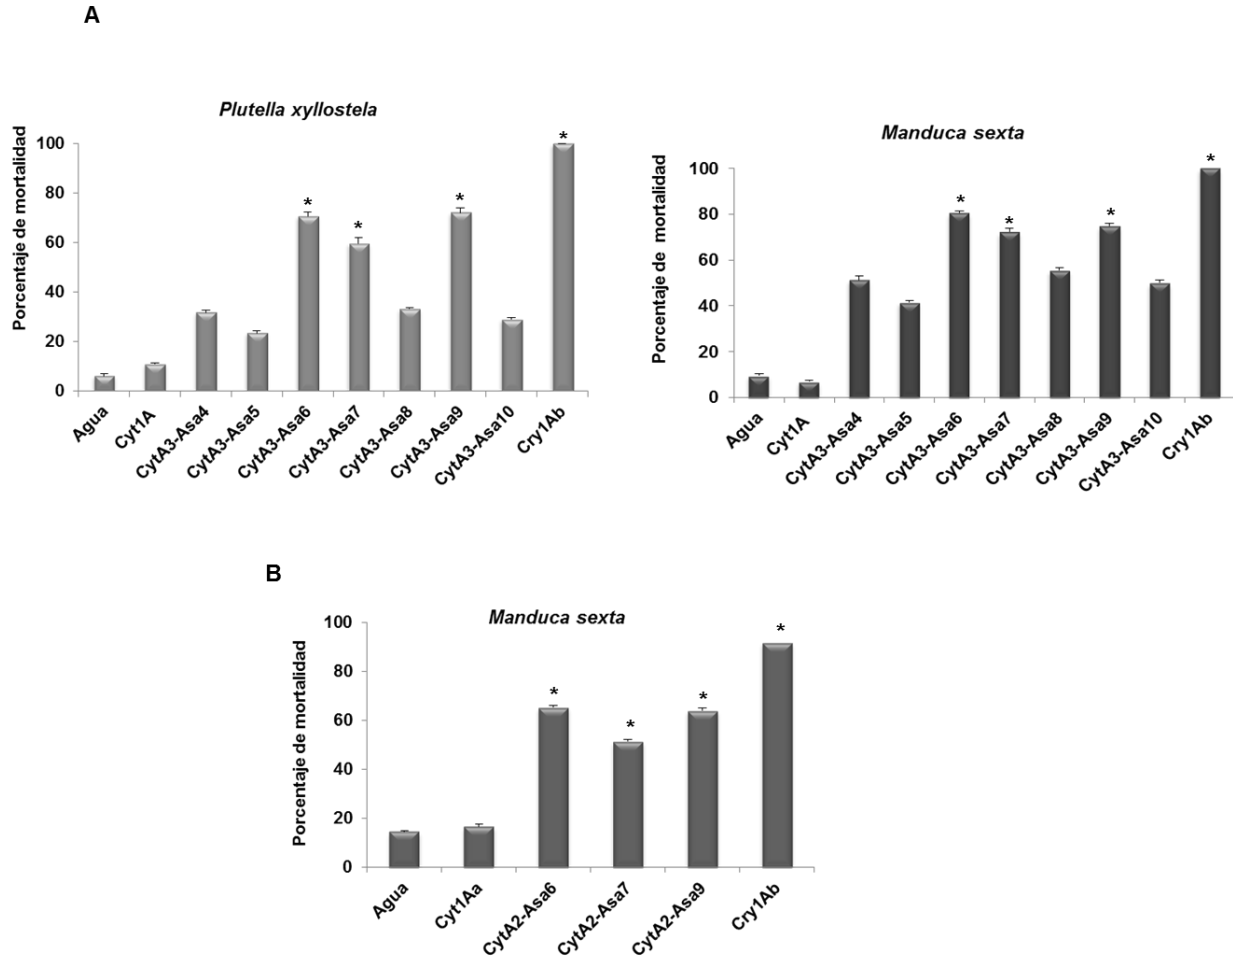 A
Plutella xyllostela
Porcentaje de mortalidad
100
80
60
40
20
0
*
*
*
*
Agua
Cyt1A
CytA3-Asa4
CytA3-Asa5
CytA3-Asa6
CytA3-Asa7
CytA3-Asa8
CytA3-Asa9
CytA3-Asa10
Cry1Ab
Manduca sexta
Porcentaje de mortalidad
100
80
60
40
20
0
*
*
*
*
Agua
Cyt1A
CytA3-Asa4
CytA3-Asa5
CytA3-Asa6
CytA3-Asa7
CytA3-Asa8
CytA3-Asa9
CytA3-Asa10
Cry1Ab
B
Manduca sexta
Porcentaje de mortalidad
100
80
60
40
20
0
*
*
*
*
Agua
Cyt1Aa
CytA2-Asa6
CytA2-Asa7
CytA2-Asa9
Cry1Ab